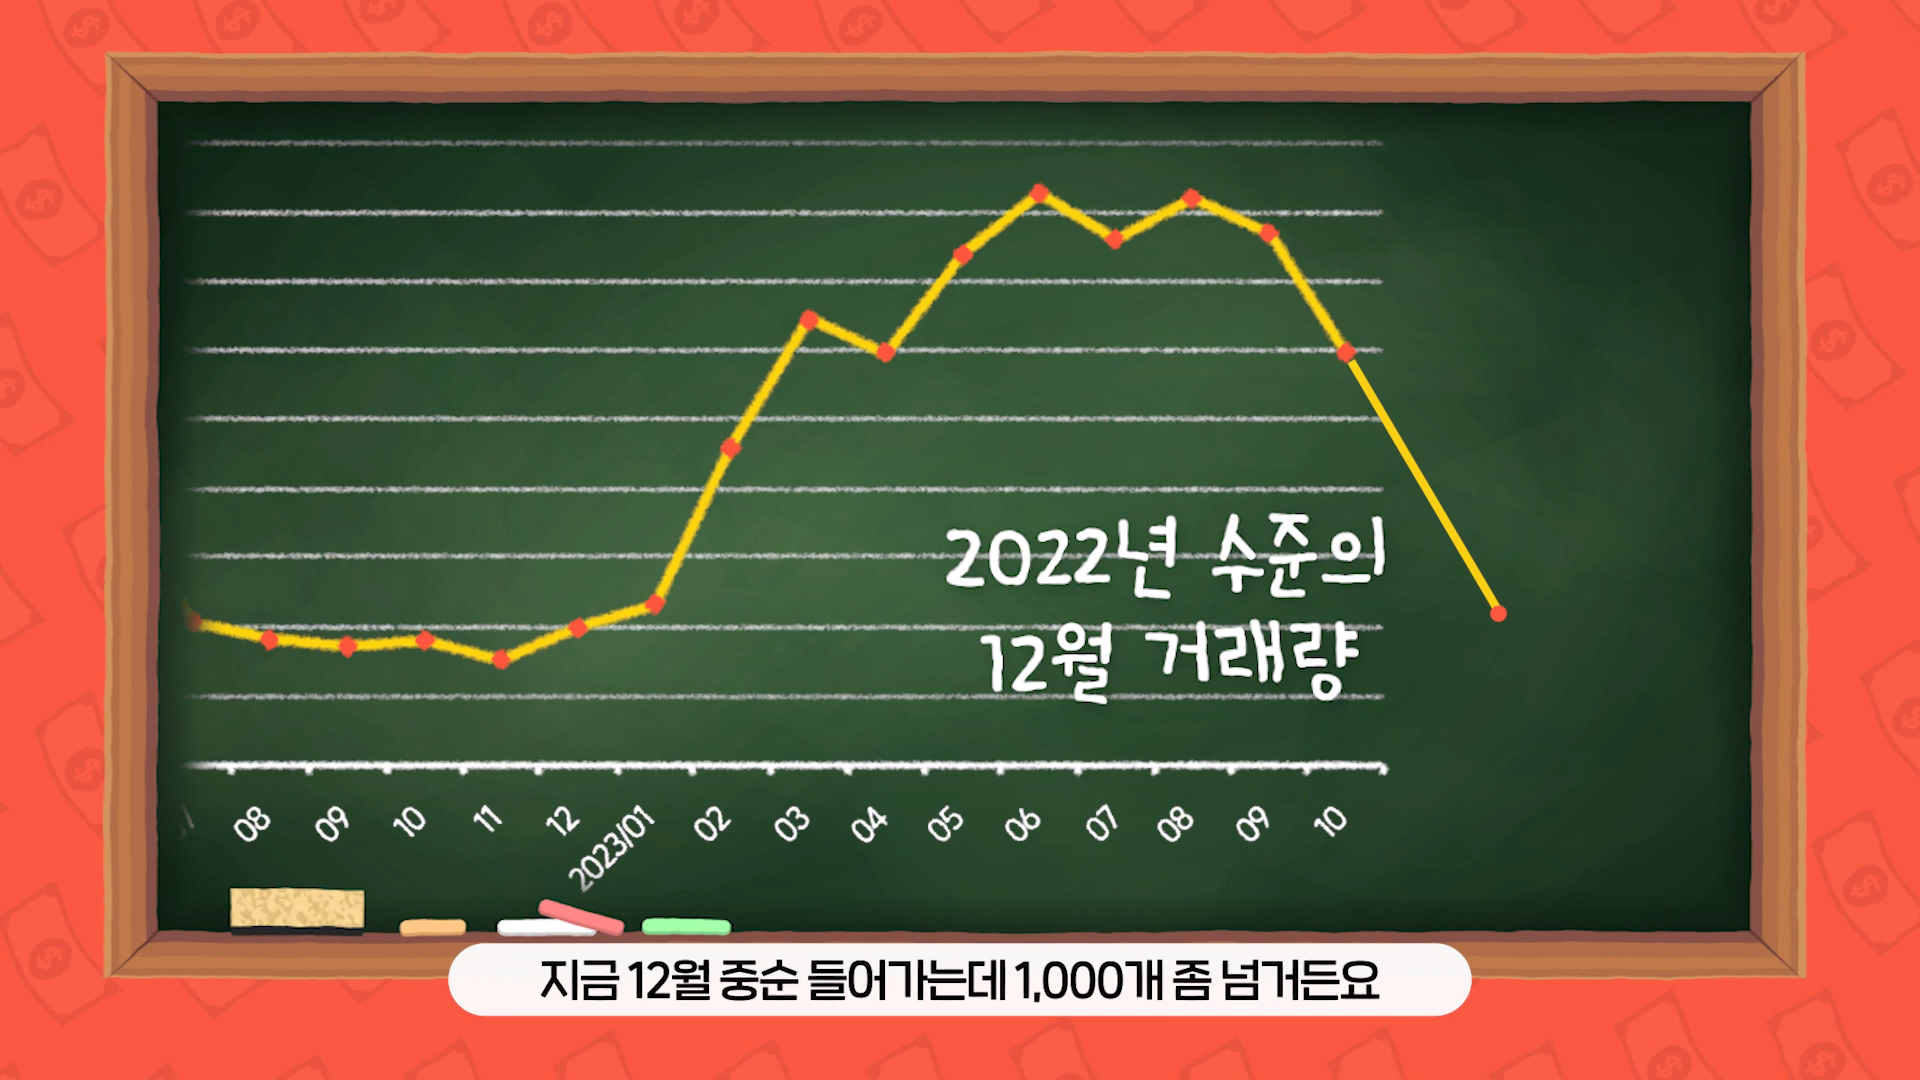 2022년 수준의
12월 거래량
08 09 10 11 12 2023/01 02 03 04 05 06 07 08 09 10
지금 12월 중순 들어가는데 1,000개 좀 넘거든요